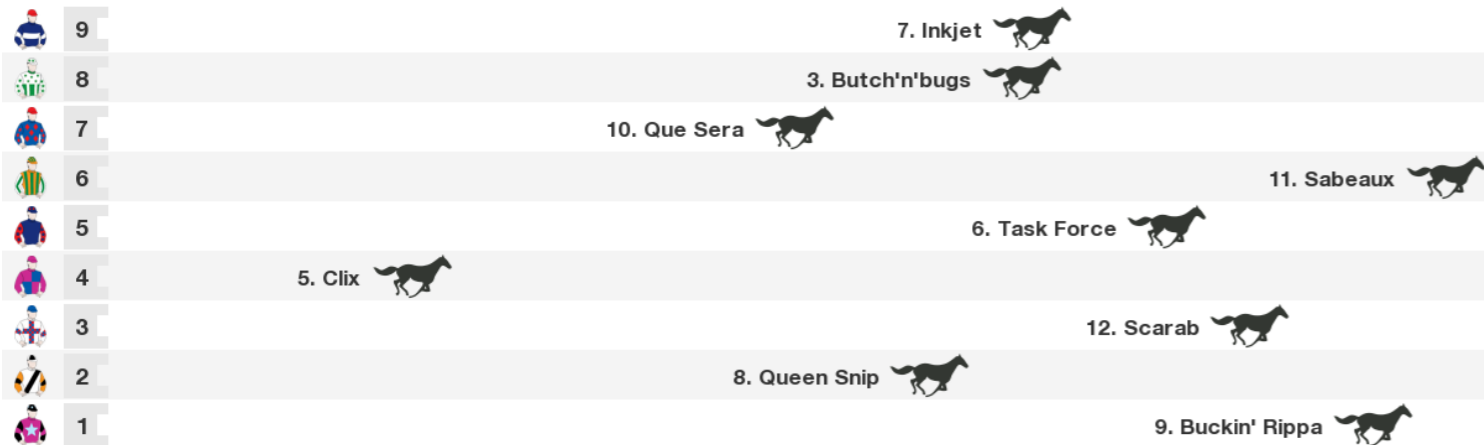 9 7. Inkjet
8 3. Butch'n'bugs
7 10. Que Sera
6 11. Sabeaux
5 6. Task Force
4 5. Clix
3 12. Scarab
2 8. Queen Snip
1 9. Buckin' Rippa